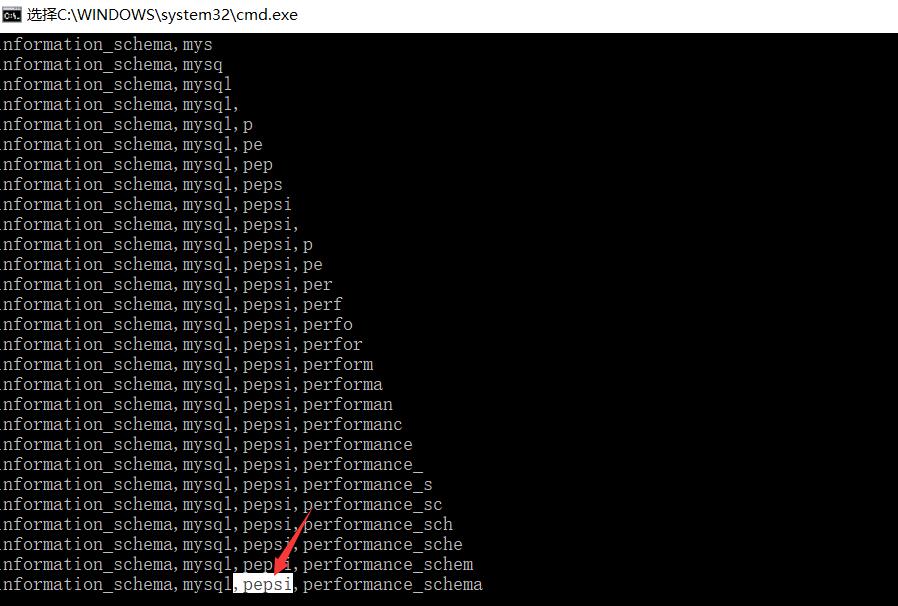 选择C:\WINDOWS\system32\cmd.exe
nformation_schema,mys
nformation_schema,mysq
nformation_schema,mysql
nformation_schema,mysql,
nformation_schema,mysql,p
nformation_schema,mysql,pe
nformation_schema,mysql,pep
nformation_schema,mysql,peps
nformation_schema,mysql,pepsi
nformation_schema,mysql,pepsi,
nformation_schema,mysql,pepsi,p
nformation_schema,mysql,pepsi,pe
nformation_schema,mysql,pepsi,per
nformation_schema,mysql,pepsi,perf
nformation_schema,mysql,pepsi,perfo
nformation_schema,mysql,pepsi,perfor
nformation_schema,mysql,pepsi,perform
nformation_schema,mysql,pepsi,performa
nformation_schema,mysql,pepsi,performan
nformation_schema,mysql,pepsi,performanc
nformation_schema,mysql,pepsi,performance
nformation_schema,mysql,pepsi,performance_
nformation_schema,mysql,pepsi,performance_s
nformation_schema,mysql,pepsi,performance_sc
nformation_schema,mysql,pepsi,performance_sch
nformation_schema,mysql,pepsi,performance_sche
nformation_schema,mysql,pepsi,performance_schem
nformation_schema,mysql,pepsi,performance_schema